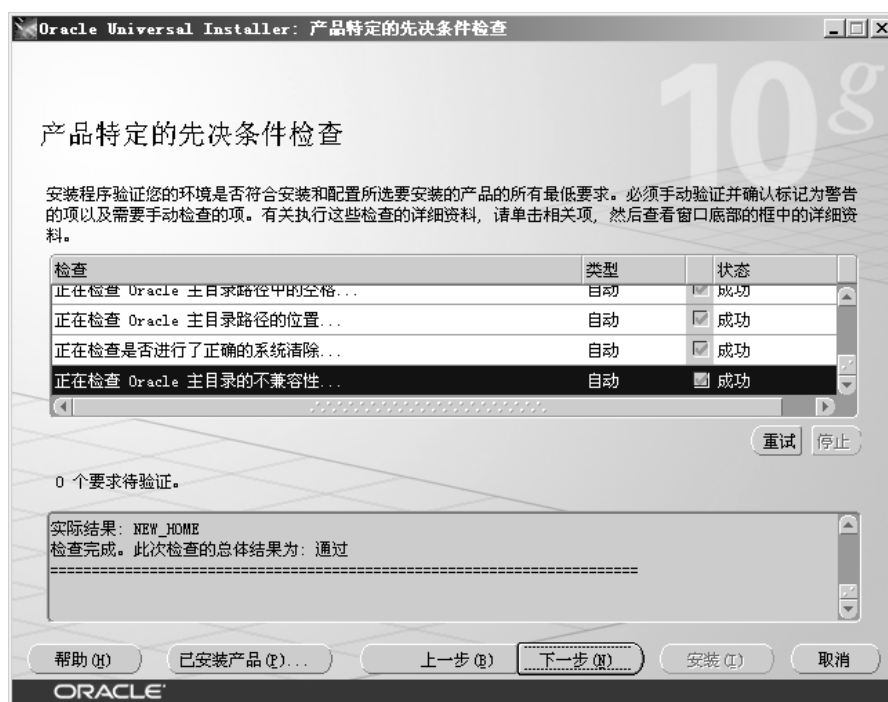 Oracle Universal Installer: 产品特定的先决条件检查
10g
产品特定的先决条件检查
安装程序验证您的环境是否符合安装和配置所选要安装的产品的所有最低要求。必须手动验证并确认标记为警告
的项以及需要手动检查的项。有关执行这些检查的详细资料, 请单击相关项, 然后查看窗口底部的框中的详细资
料。
检查 类型 状态
正在检查 Oracle 主目录路径中的空格... 自动 成功
正在检查 Oracle 主目录路径的位置... 自动 成功
正在检查是否进行了正确的系统清除... 自动 成功
正在检查 Oracle 主目录的不兼容性... 自动 成功
重试 停止
0 个要求待验证。
实际结果: NEW_HOME
检查完成。此次检查的总体结果为: 通过
========================================================================
帮助(H) 已安装产品(P)... 上一步(B) 下一步(N) 安装(I) 取消
ORACLE